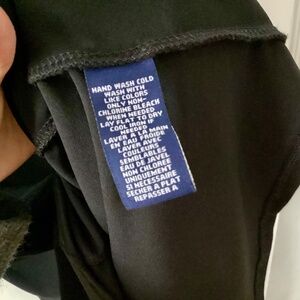 HAND WASH COLD
WASH WITH
LIKE COLORS
ONLY NON-
CHLORINE BLEACH
WHEN NEEDED
LAY FLAT TO DRY
COOL IRON IF
NEEDED
LAVER A LA MAIN
EN EAU FROIDE
LAVER AVEC
COULEURS
SEMBLABLES
EAU DE JAVEL
NON CHLOREE
UNIQUEMENT
SI NECESSAIRE
SECHER A PLAT
REPASSER A